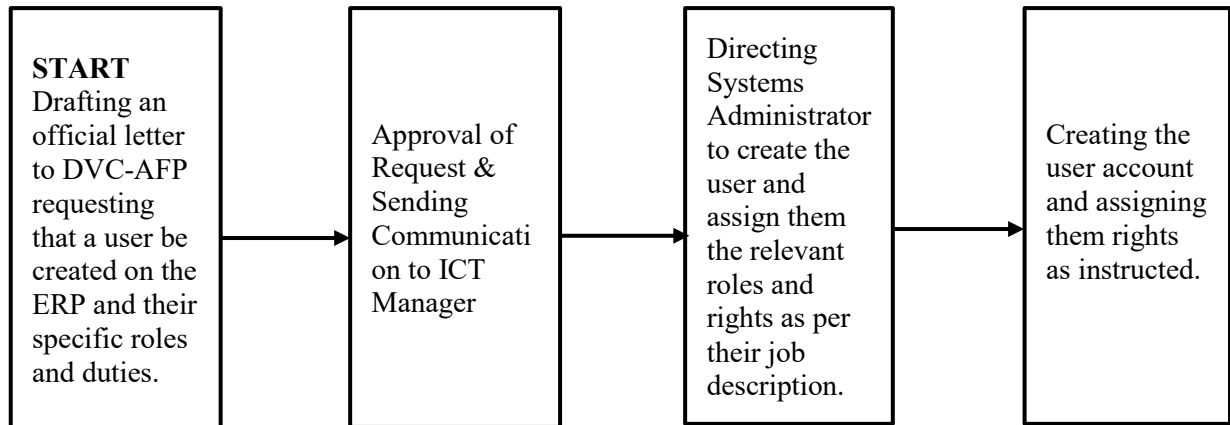 START
Drafting an
official letter
to DVC-AFP
requesting
that a user be
created on the
ERP and their
specific roles
and duties.
Approval of
Request &
Sending
Communicati
on to ICT
Manager
Directing
Systems
Administrator
to create the
user and
assign them
the relevant
roles and
rights as per
their job
description.
Creating the
user account
and assigning
them rights
as instructed.